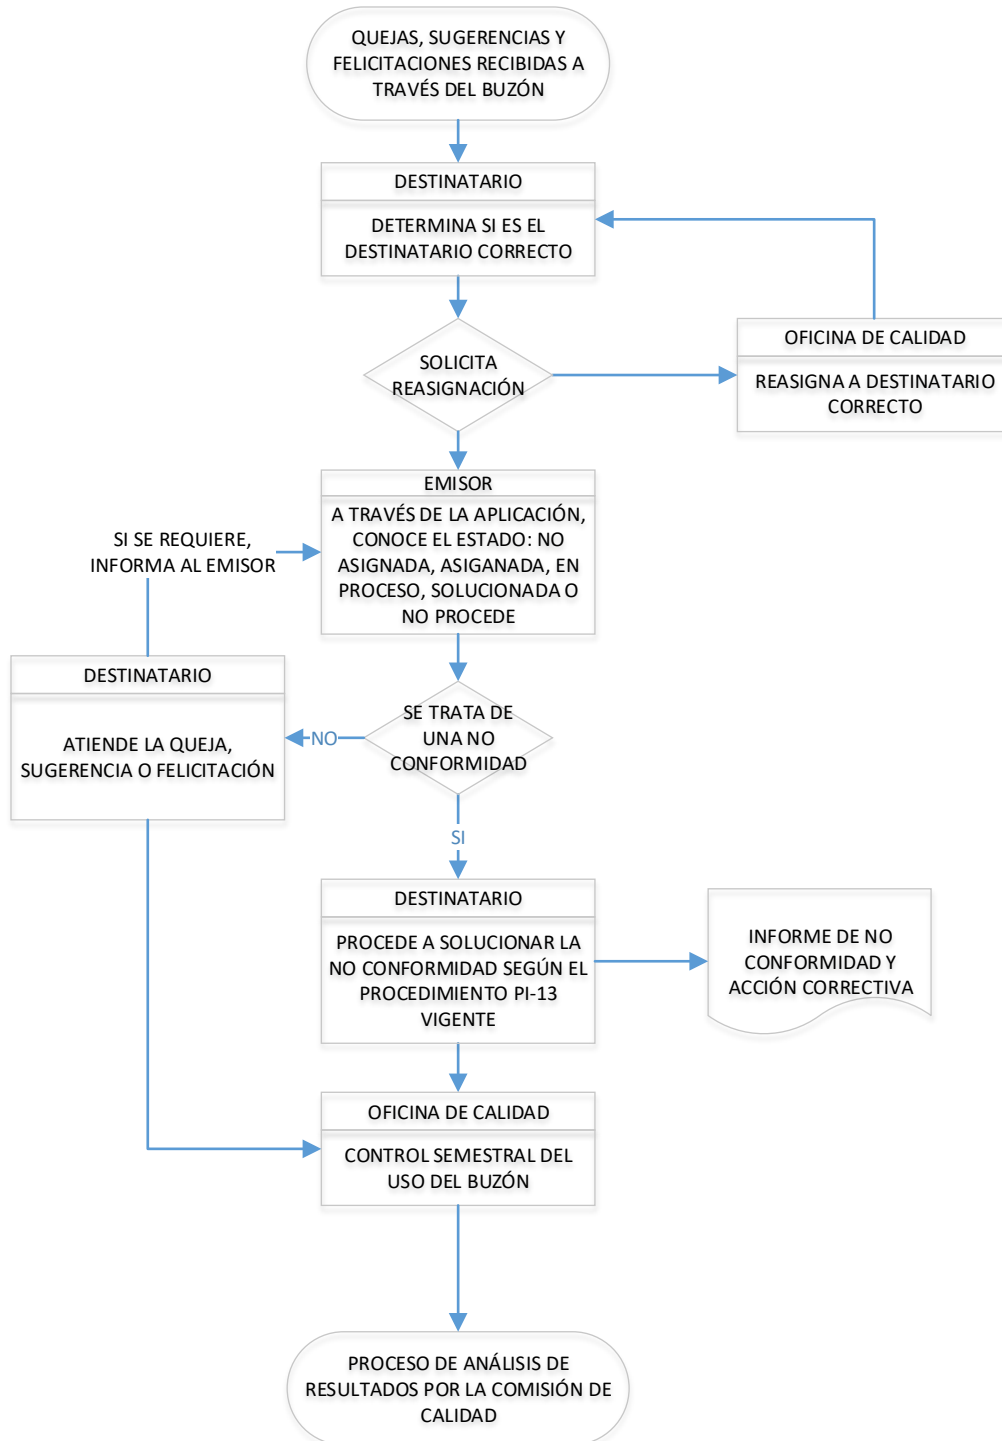 QUEJAS, SUGERENCIAS Y
FELICITACIONES RECIBIDAS A
TRAVÉS DEL BUZÓN
DESTINATARIO
DETERMINA SI ES EL
DESTINATARIO CORRECTO
SOLICITA
REASIGNACIÓN
OFICINA DE CALIDAD
REASIGNA A DESTINATARIO
CORRECTO
EMISOR
A TRAVÉS DE LA APLICACIÓN,
CONOCE EL ESTADO: NO
ASIGNADA, ASIGANADA, EN
PROCESO, SOLUCIONADA O
NO PROCEDE
SI SE REQUIERE,
INFORMA AL EMISOR
DESTINATARIO
ATIENDE LA QUEJA,
SUGERENCIA O FELICITACIÓN
NO
SE TRATA DE
UNA NO
CONFORMIDAD
SI
DESTINATARIO
PROCEDE A SOLUCIONAR LA
NO CONFORMIDAD SEGÚN EL
PROCEDIMIENTO PI-13
VIGENTE
INFORME DE NO
CONFORMIDAD Y
ACCIÓN CORRECTIVA
OFICINA DE CALIDAD
CONTROL SEMESTRAL DEL
USO DEL BUZÓN
PROCESO DE ANÁLISIS DE
RESULTADOS POR LA COMISIÓN DE
CALIDAD